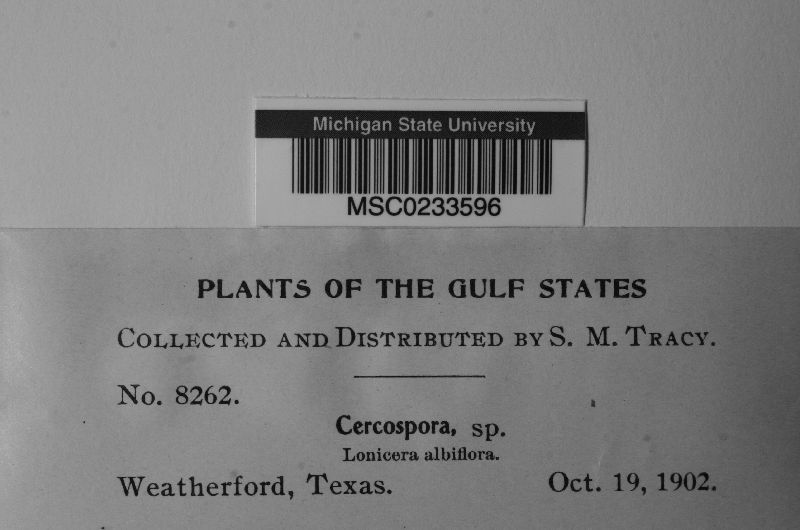 Michigan State University
MSC0233596
PLANTS OF THE GULF STATES
COLLECTED AND DISTRIBUTED BY S. M. TRACY.
No. 8262.
Cercospora, sp.
Lonicera albiflora.
Weatherford, Texas. Oct. 19, 1902.